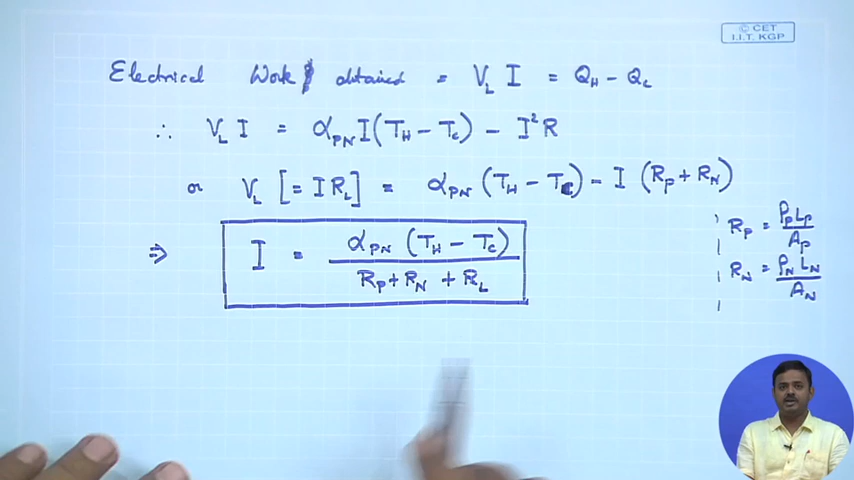 © CET
I.I.T. KGP
Electrical Work obtained = V_L I = Q_H - Q_C
∴ V_L I = α_PN I (T_H - T_C) - I²R
or V_L [= I R_L] = α_PN (T_H - T_C) - I (R_P + R_N)
⇒ I = α_PN (T_H - T_C) / R_P + R_N + R_L
R_P = ρ_P L_P / A_P
R_N = ρ_N L_N / A_N